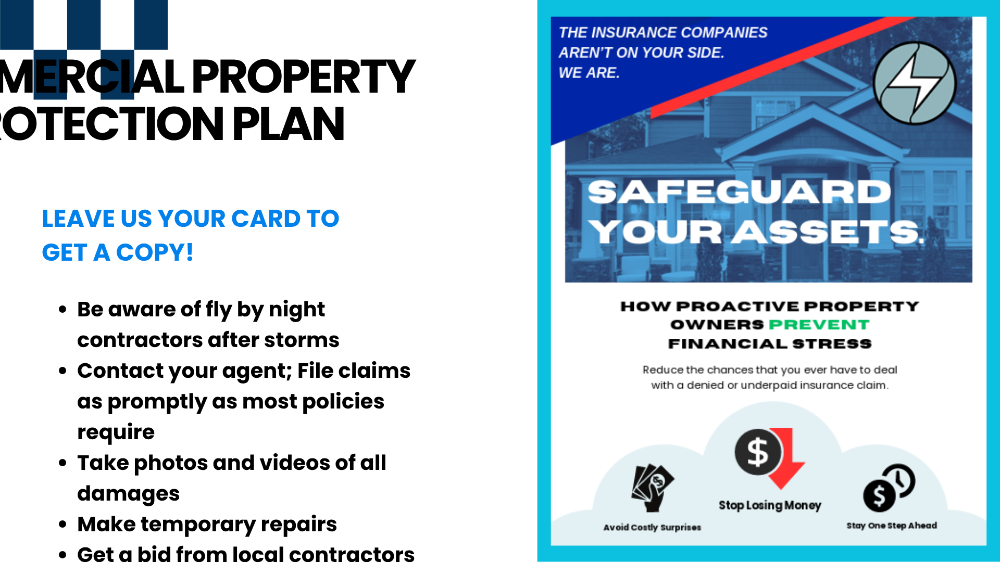 MERCIAL PROPERTY
ROTECTION PLAN
LEAVE US YOUR CARD TO
GET A COPY!
• Be aware of fly by night
contractors after storms
• Contact your agent; File claims
as promptly as most policies
require
• Take photos and videos of all
damages
• Make temporary repairs
• Get a bid from local contractors
THE INSURANCE COMPANIES
AREN'T ON YOUR SIDE.
WE ARE.
SAFEGUARD
YOUR ASSETS.
HOW PROACTIVE PROPERTY
OWNERS PREVENT
FINANCIAL STRESS
Reduce the chances that you ever have to deal
with a denied or underpaid insurance claim.
Stop Losing Money
Avoid Costly Surprises
Stay One Step Ahead